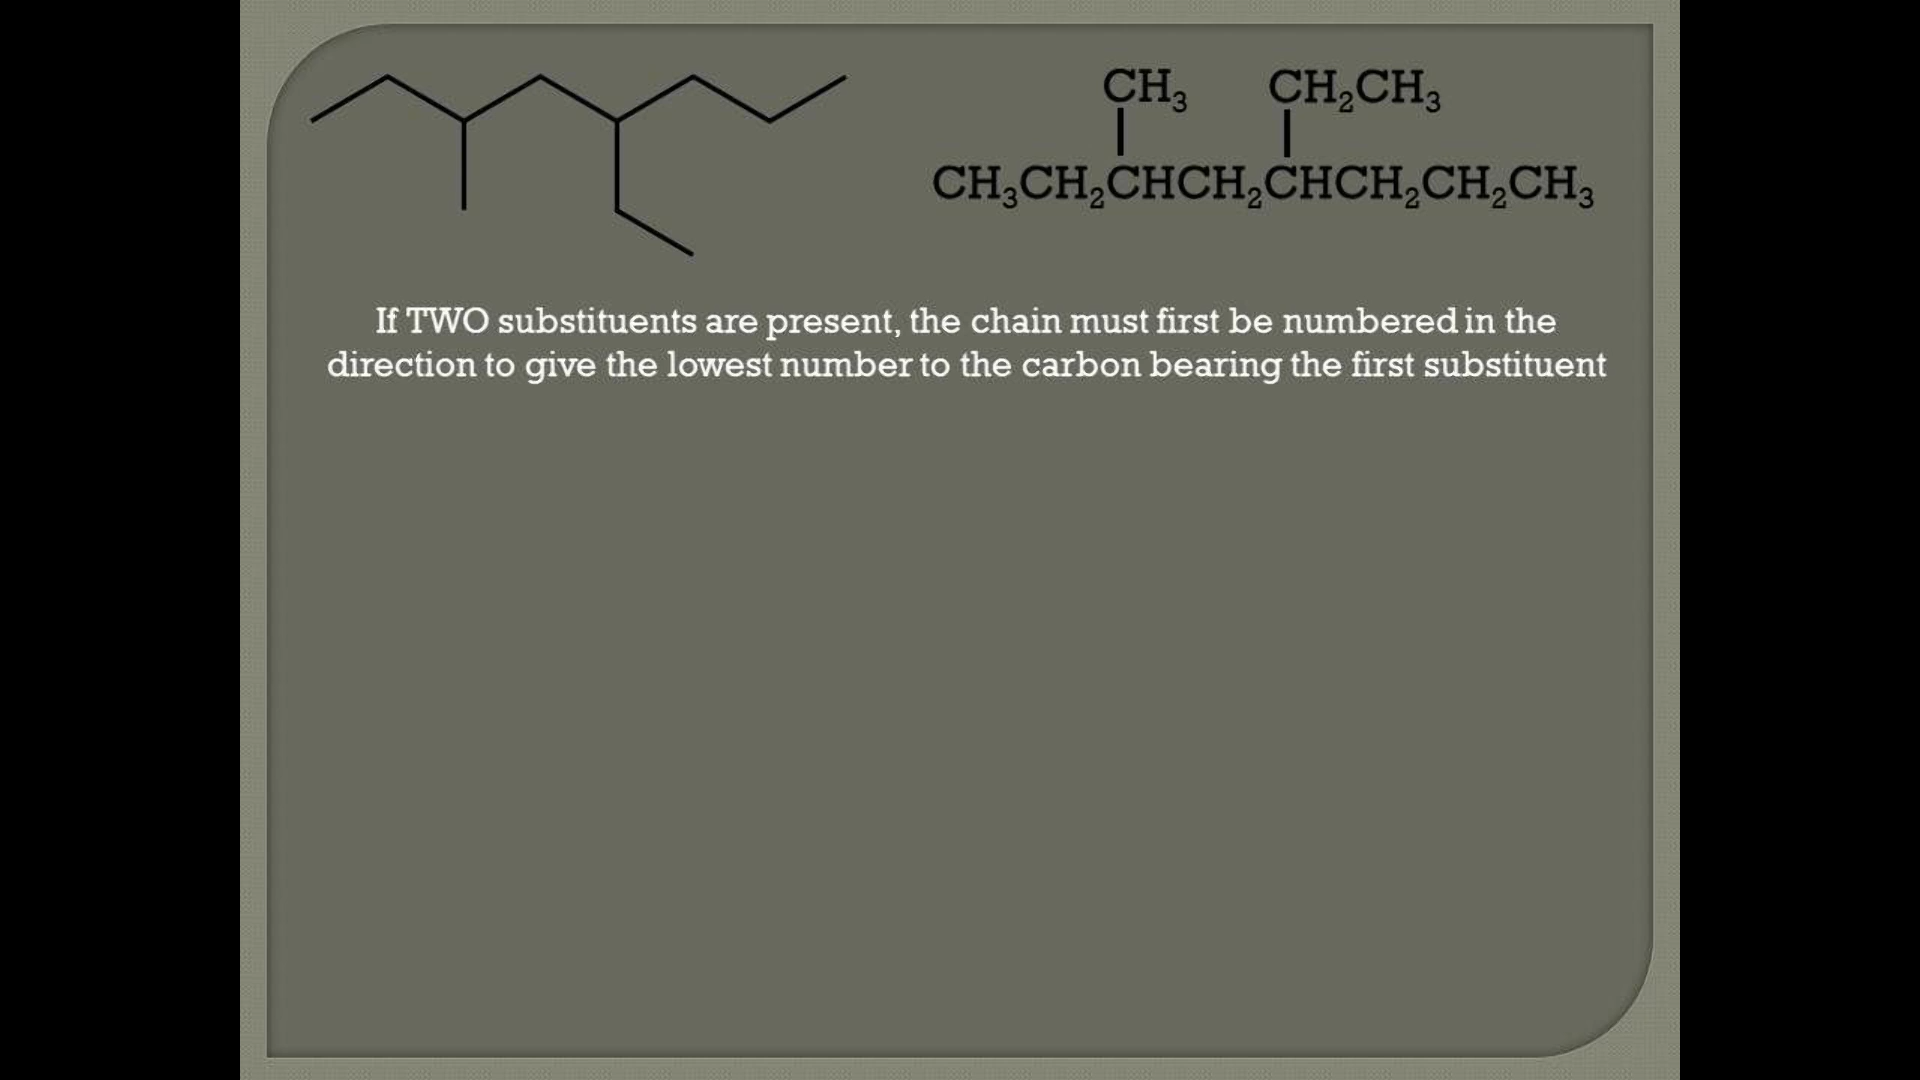 CH₃ CH₂CH₃
CH₃CH₂CHCH₂CHCH₂CH₂CH₃
If TWO substituents are present, the chain must first be numbered in the
direction to give the lowest number to the carbon bearing the first substituent